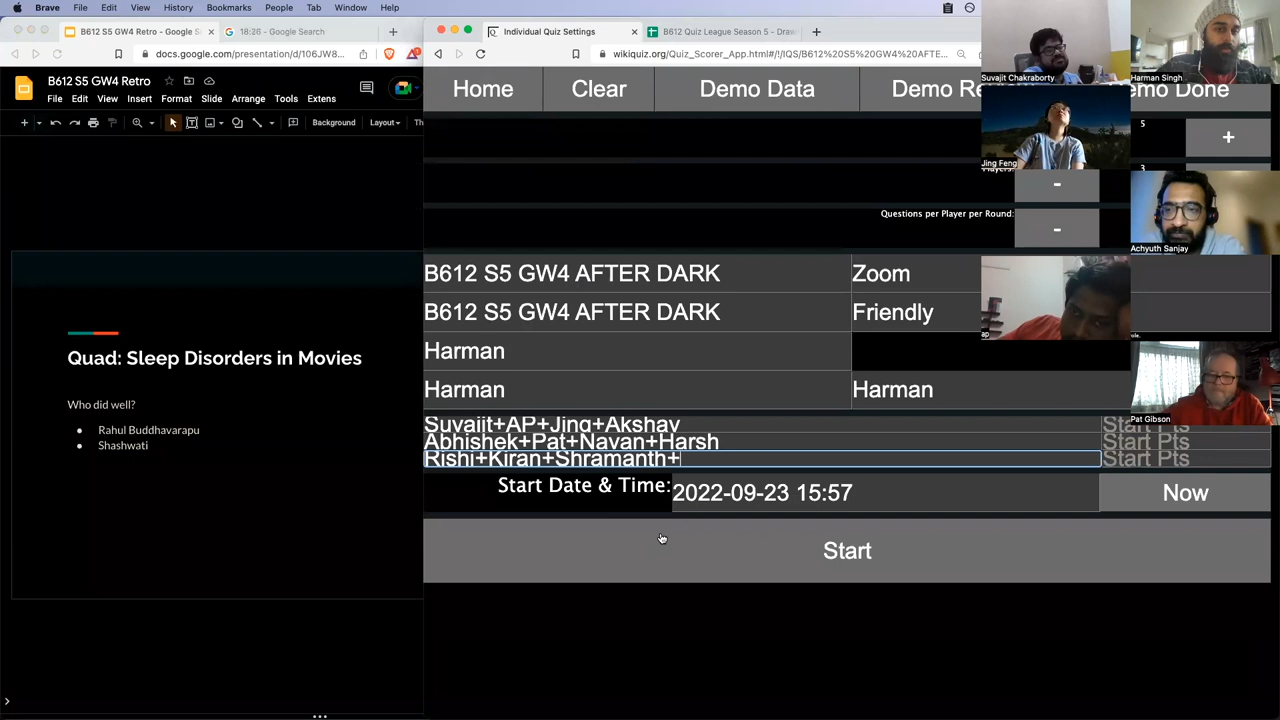 Brave File Edit View History Bookmarks People Tab Window Help
B612 S5 GW4 Retro - Google S
18:26 - Google Search
docs.google.com/presentation/d/106JW8...
B612 S5 GW4 Retro
File Edit View Insert Format Slide Arrange Tools Extens
Background Layout
Quad: Sleep Disorders in Movies
Who did well?
Rahul Buddhavarapu
Shashwati
Individual Quiz Settings
B612 Quiz League Season 5 - Draw
wikiquiz.org/Quiz_Scorer_App.html#/!/IQS/B612%20S5%20GW4%20AFTE...
Home Clear Demo Data Demo Re emo Done
5 +
3
Players: -
Questions per Player per Round: -
B612 S5 GW4 AFTER DARK Zoom
B612 S5 GW4 AFTER DARK Friendly
Harman
Harman Harman
Suvajit+AP+Jing+Akshay Start Pts
Abhishek+Pat+Navan+Harsh Start Pts
Rishi+Kiran+Shramanth+ Start Pts
Start Date & Time: 2022-09-23 15:57 Now
Start
Suvajit Chakraborty
Harman Singh
Jing Feng
Achyuth Sanjay
ap
Pat Gibson